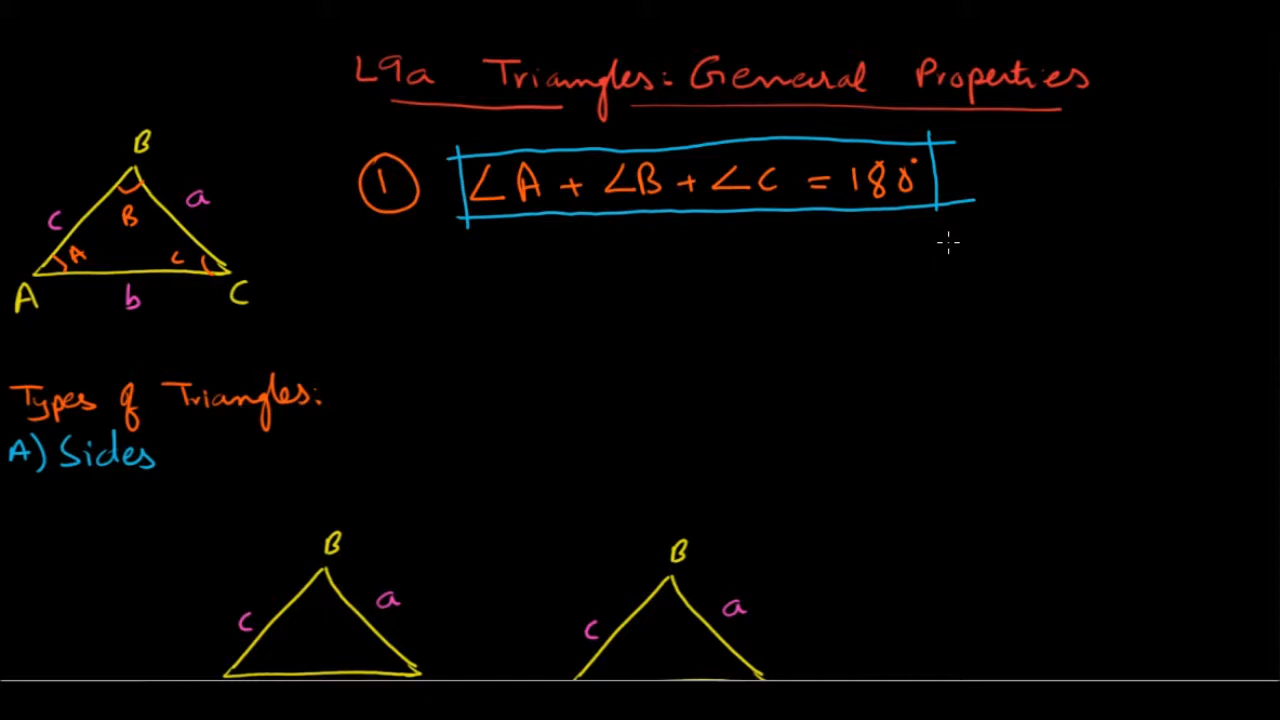 L9a Triangles: General Properties
B
c
a
B
A
c
A
b
C
1
∠A + ∠B + ∠C = 180°
Types of Triangles:
A) Sides
B
c
a
B
c
a